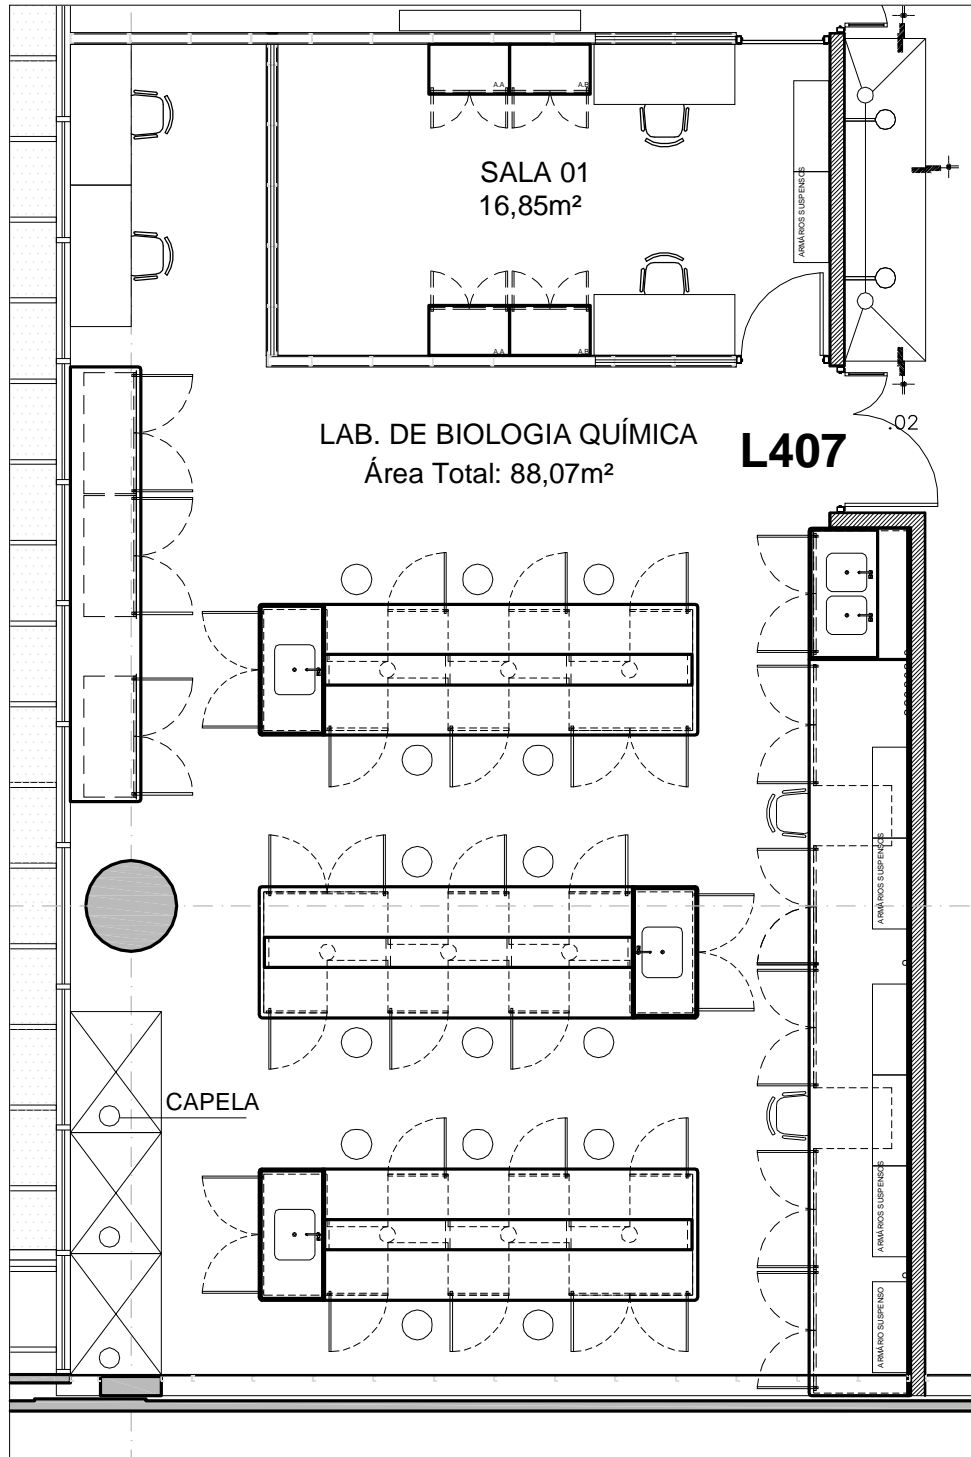 A.A
A.B
SALA 01
16,85m²
ARMÁRIOS SUSPENSOS
A.A
A.B
LAB. DE BIOLOGIA QUÍMICA
Área Total: 88,07m²
L407
.02
ARMÁRIOS SUSPENSOS
CAPELA
ARMÁRIOS SUSPENSOS
ARMÁRIO SUSPENSO